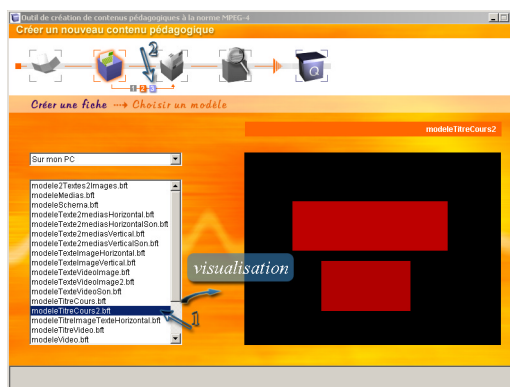 Outil de création de contenus pédagogiques à la norme MPEG-4
Créer un nouveau contenu pédagogique
2
1 2 3
Q
Créer une fiche ···→ Choisir un modèle
modeleTitreCours2
Sur mon PC
modele2Textes2Images.bft
modeleMedias.bft
modeleSchema.bft
modeleTexte2mediasHorizontal.bft
modeleTexte2mediasHorizontalSon.bft
modeleTexte2mediasVertical.bft
modeleTexte2mediasVerticalSon.bft
modeleTexteImageHorizontal.bft
modeleTexteImageVertical.bft
modeleTexteVideoImage.bft
modeleTexteVideoImage2.bft
modeleTexteVideoSon.bft
modeleTitreCours.bft
modeleTitreCours2.bft
modeleTitreImageTexteHorizontal.bft
modeleTitreVideo.bft
modeleVideo.bft
visualisation
1